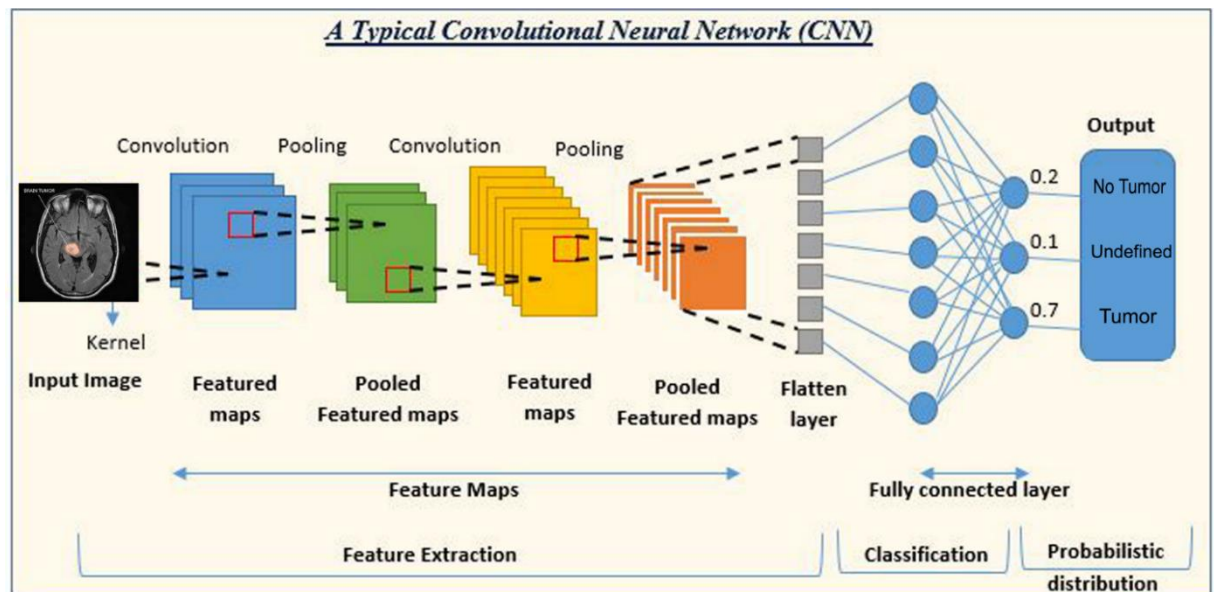 A Typical Convolutional Neural Network (CNN)
Convolution
Pooling
Convolution
Pooling
BRAIN TUMOR
Kernel
Input Image
Featured
maps
Pooled
Featured maps
Featured
maps
Pooled
Featured maps
Flatten
layer
0.2
0.1
0.7
Output
No Tumor
Undefined
Tumor
Feature Maps
Fully connected layer
Feature Extraction
Classification
Probabilistic
distribution